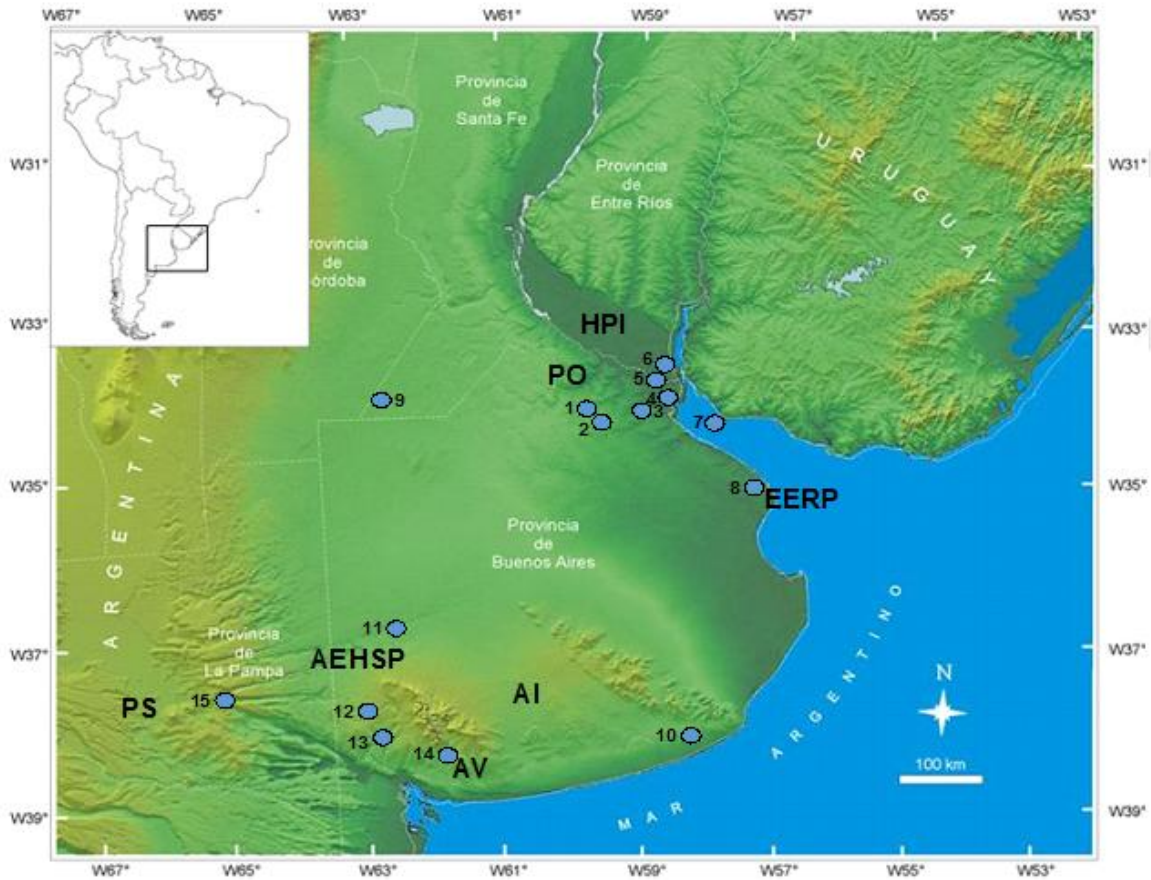 W67° W65° W63° W61° W59° W57° W55° W53°
Provincia
de
Santa Fe
URUGUAY
W31° W31°
Provincia
de
Entre Ríos
rovincia
de
órdoba
HPI
W33° W33°
6
PO
5
ARGENTINA
9
4
1
3
2
7
W35° W35°
8
EERP
Provincia
de
Buenos Aires
11
Provincia
de
La Pampa
AEHSP
W37° W37°
N
15
PS
AI
12
13
10
14
AV
MAR ARGENTINO
100 km
W39° W39°
W67° W65° W63° W61° W59° W57° W55° W53°